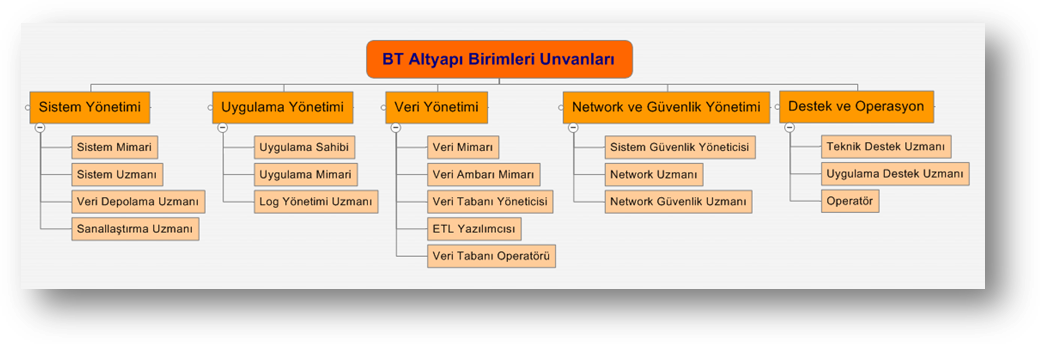 BT Altyapı Birimleri Unvanları
Sistem Yönetimi
Sistem Mimari
Sistem Uzmanı
Veri Depolama Uzmanı
Sanallaştırma Uzmanı
Uygulama Yönetimi
Uygulama Sahibi
Uygulama Mimari
Log Yönetimi Uzmanı
Veri Yönetimi
Veri Mimarı
Veri Ambarı Mimarı
Veri Tabanı Yöneticisi
ETL Yazılımcısı
Veri Tabanı Operatörü
Network ve Güvenlik Yönetimi
Sistem Güvenlik Yöneticisi
Network Uzmanı
Network Güvenlik Uzmanı
Destek ve Operasyon
Teknik Destek Uzmanı
Uygulama Destek Uzmanı
Operatör